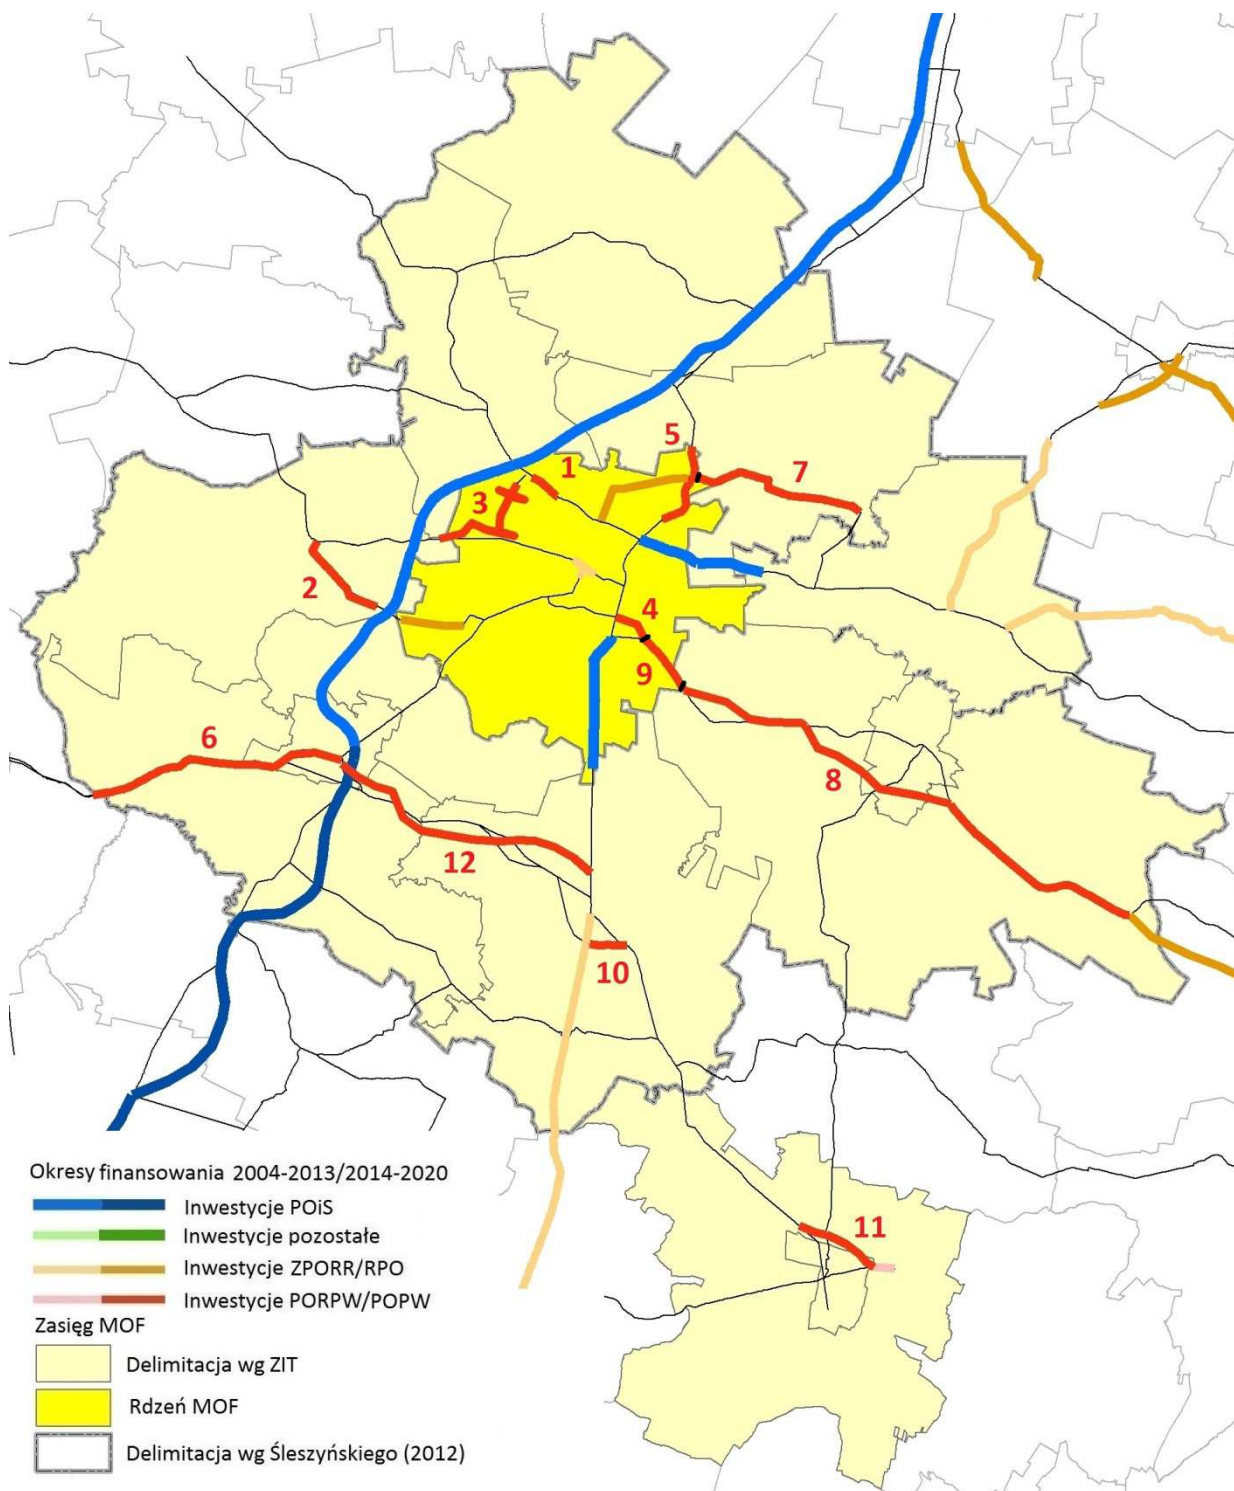 5
1
7
3
2
4
9
6
8
12
10
11
Okresy finansowania 2004-2013/2014-2020
Inwestycje POiS
Inwestycje pozostałe
Inwestycje ZPORR/RPO
Inwestycje PORPW/POPW
Zasięg MOF
Delimitacja wg ZIT
Rdzeń MOF
Delimitacja wg Śleszyńskiego (2012)